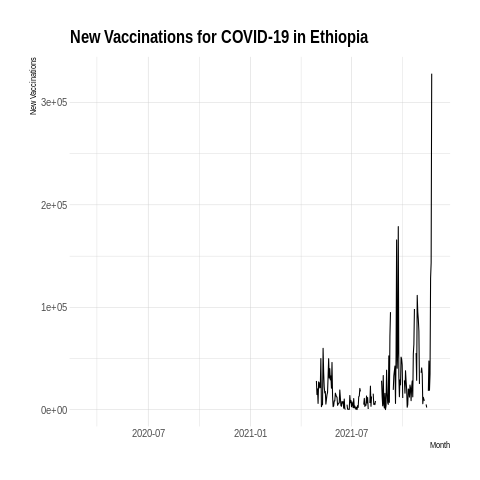 New Vaccinations for COVID-19 in Ethiopia
New Vaccinations
3e+05
2e+05
1e+05
0e+00
2020-07 2021-01 2021-07
Month